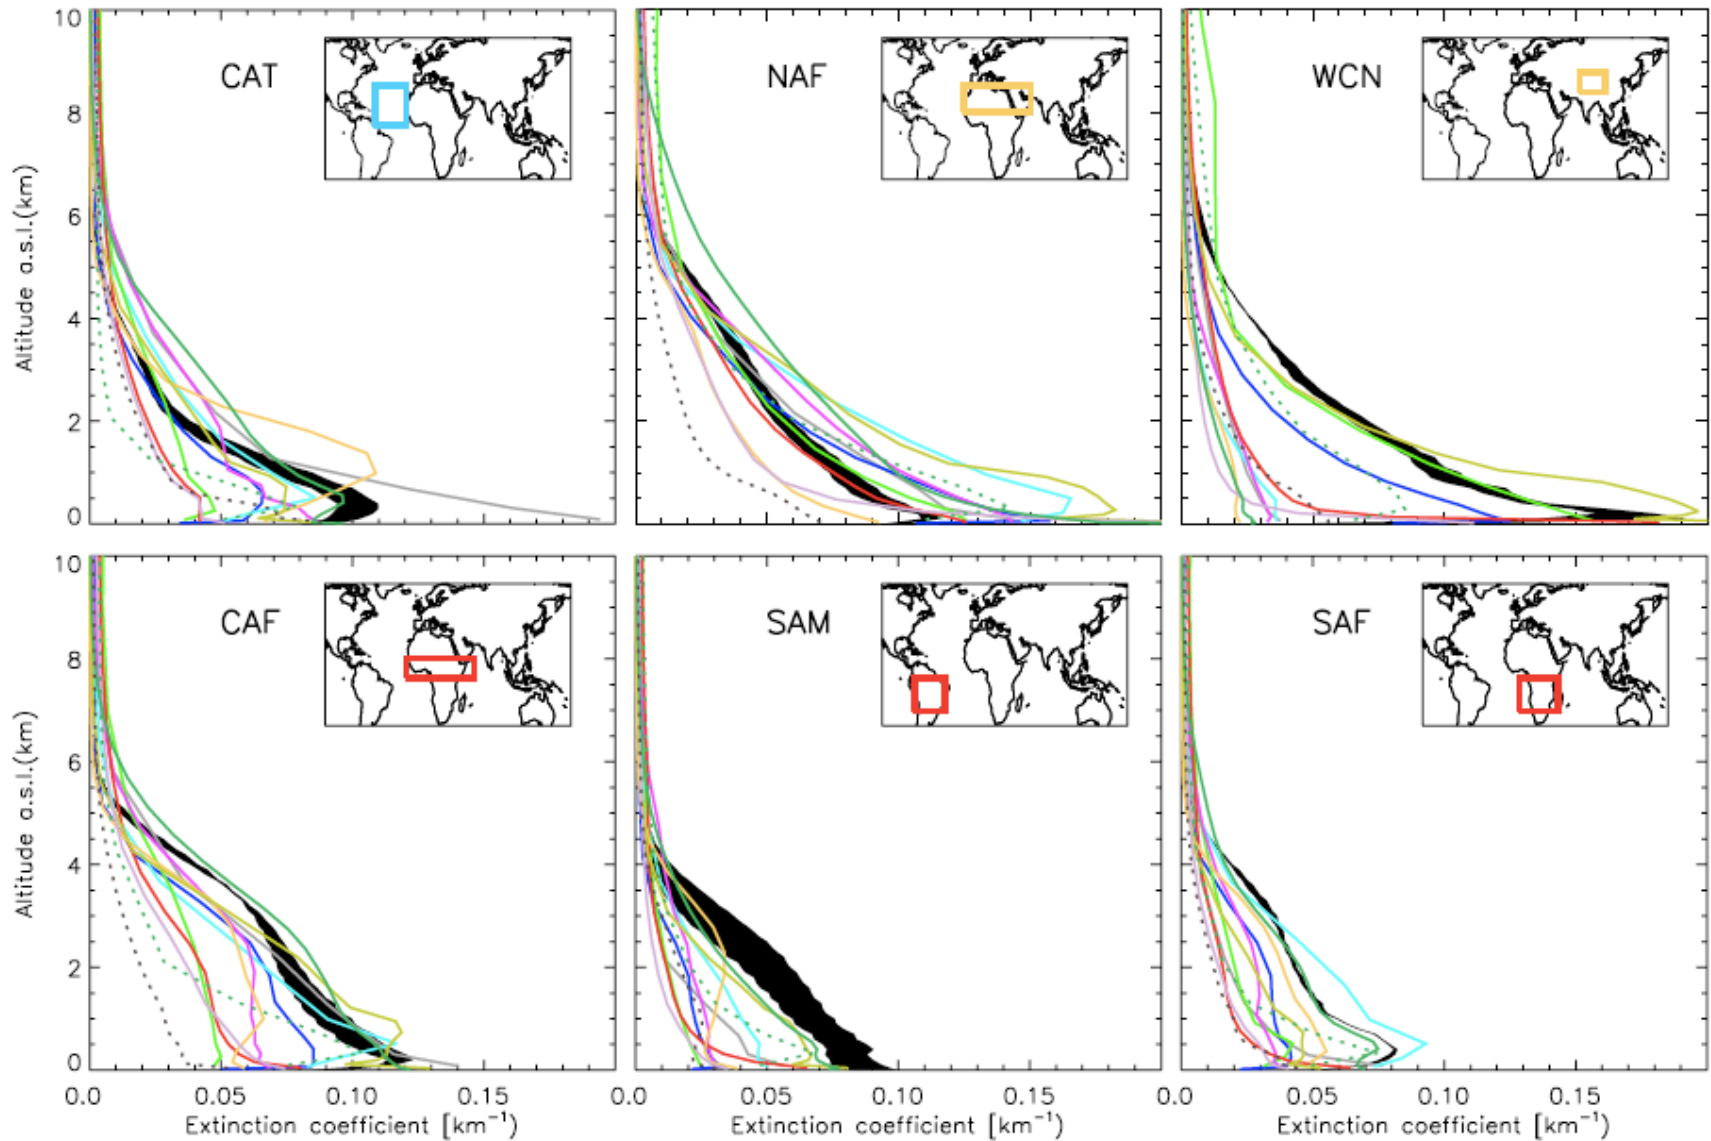 10
CAT
NAF
WCN
8
6
4
2
0
Altitude a.s.l.(km)
10
CAF
SAM
SAF
8
6
4
2
0
Altitude a.s.l.(km)
0.0 0.05 0.10 0.15 0.0 0.05 0.10 0.15 0.0 0.05 0.10 0.15
Extinction coefficient [km⁻¹) Extinction coefficient [km⁻¹) Extinction coefficient [km⁻¹)